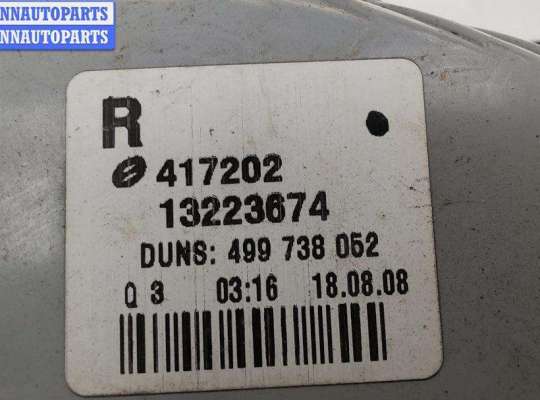 NNAUTOPARTS
NNAUTOPARTS
R
417202
13223674
DUNS: 499 738 052
Q 3 03:16 18.08.08